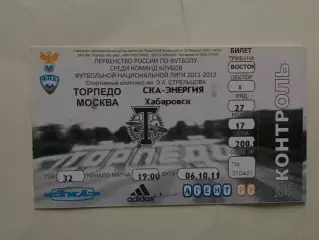 ПЕРВЕНСТВО РОССИИ ПО ФУТБОЛУ
СРЕДИ КОМАНД КЛУБОВ
ФУТБОЛЬНОЙ НАЦИОНАЛЬНОЙ ЛИГИ 2011-2012
Спортивный комплекс им. Э.А. СТРЕЛЬЦОВА
ТОРПЕДО СКА-ЭНЕРГИЯ
МОСКВА Хабаровск
ТОРПЕДО
ТУР 32 НАЧАЛО МАТЧА 19:00 ДАТА 06.10.11
adidas
АГЕНТ
БИЛЕТ
ТРИБУНА
ВОСТОК
СЕКТОР
РЯД
27
МЕСТО
17
ЦЕНА
200
КОНТРОЛЬ